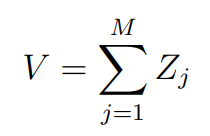 V = \sum_{j=1}^{M} Z_j